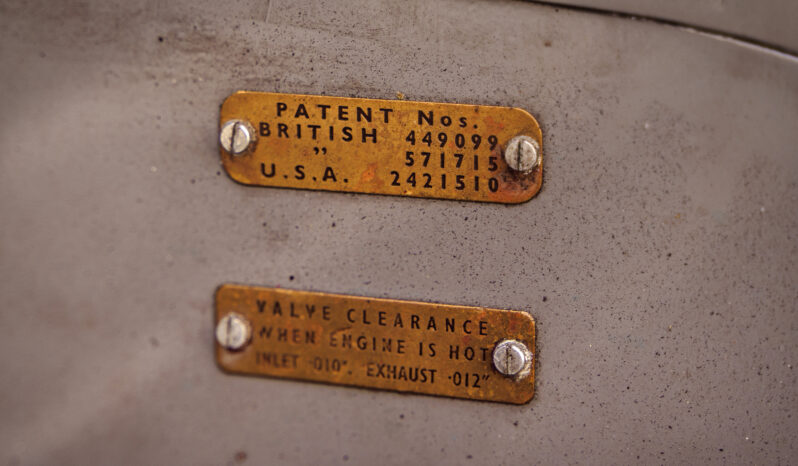 PATENT Nos.
BRITISH 449099
” 571715
U.S.A. 2421510
VALVE CLEARANCE
WHEN ENGINE IS HOT
INLET ·010". EXHAUST ·012"